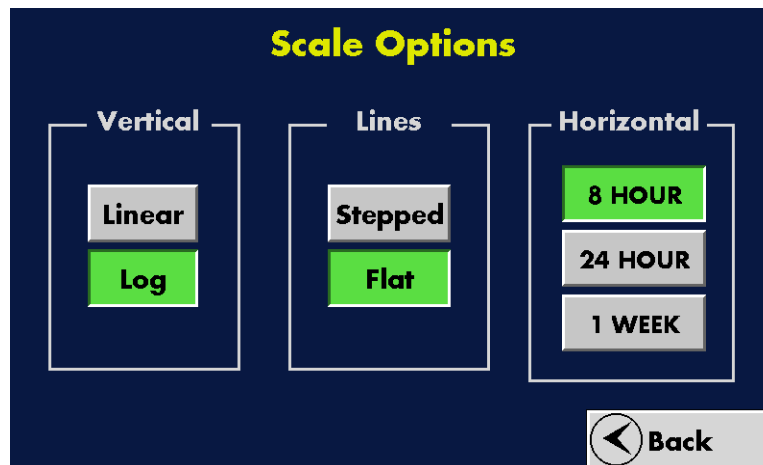 Scale Options
Vertical
Linear
Log
Lines
Stepped
Flat
Horizontal
8 HOUR
24 HOUR
1 WEEK
Back